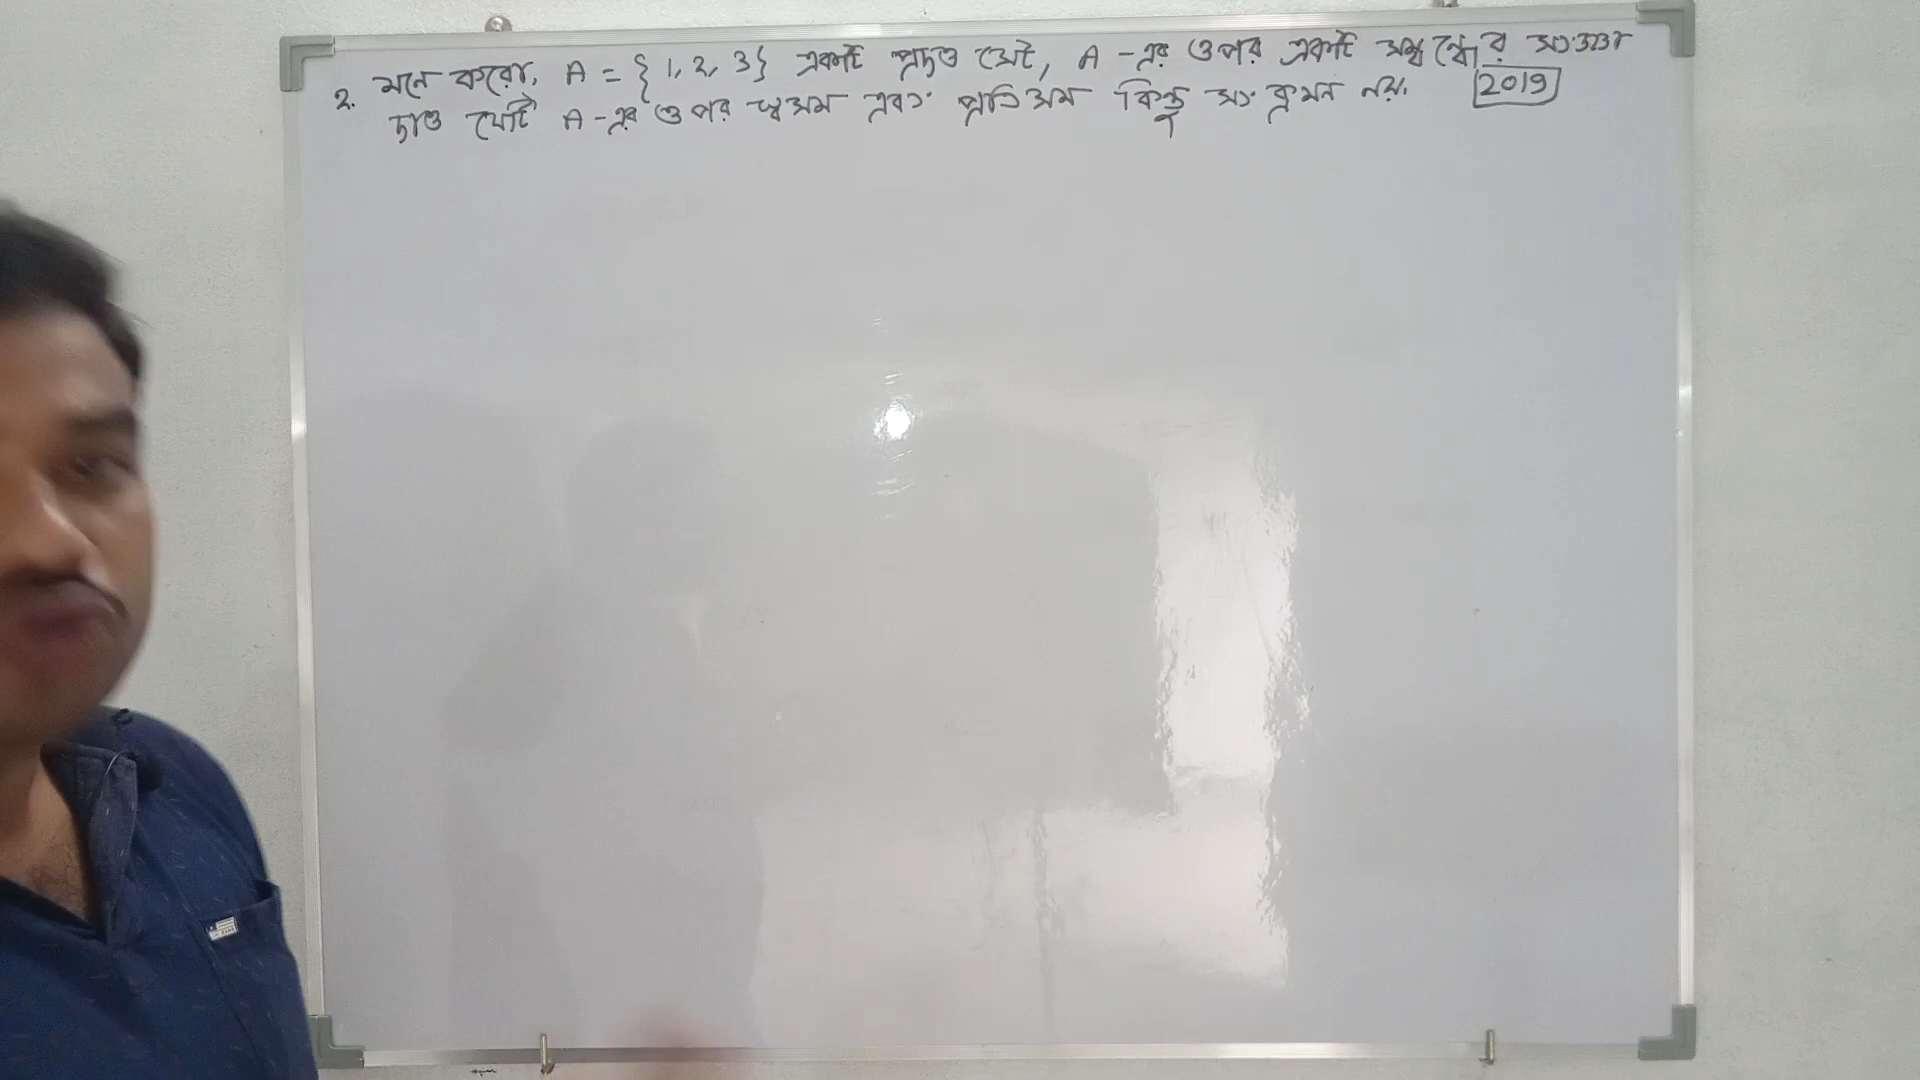 2. মনে করো, A = {1, 2, 3} একটি প্রদত্ত সেট, A -এর ওপর একটি সম্বন্ধের সংজ্ঞা
দাও যেটি A -এর ওপর স্বসম এবং প্রতিসম কিন্তু সংক্রমন নয়। 2019